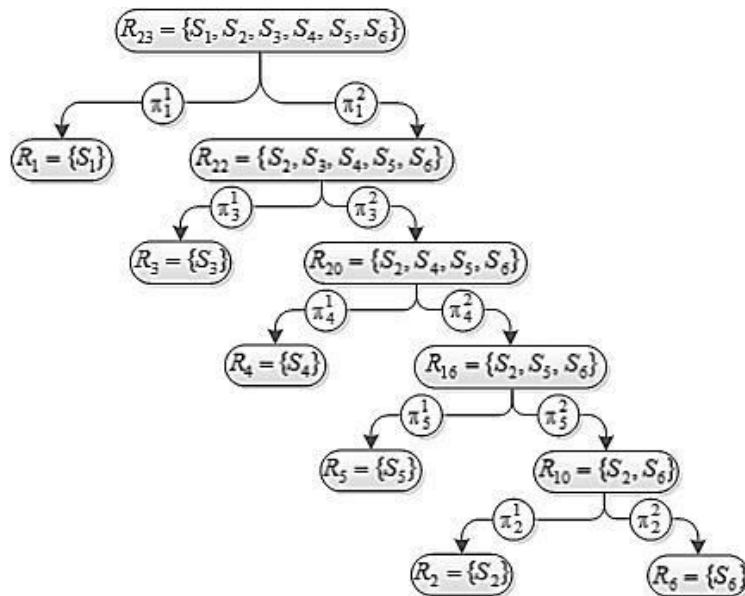 R₂₃ = {S₁, S₂, S₃, S₄, S₅, S₆}
π₁¹ π₁²
R₁ = {S₁}
R₂₂ = {S₂, S₃, S₄, S₅, S₆}
π₃¹ π₃²
R₃ = {S₃}
R₂₀ = {S₂, S₄, S₅, S₆}
π₄¹ π₄²
R₄ = {S₄}
R₁₆ = {S₂, S₅, S₆}
π₅¹ π₅²
R₅ = {S₅}
R₁₀ = {S₂, S₆}
π₂¹ π₂²
R₂ = {S₂}
R₆ = {S₆}